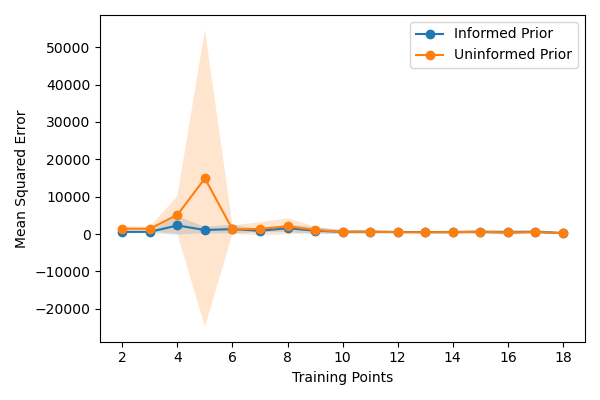 Informed Prior
Uninformed Prior
Mean Squared Error
50000
40000
30000
20000
10000
0
−10000
−20000
2 4 6 8 10 12 14 16 18
Training Points